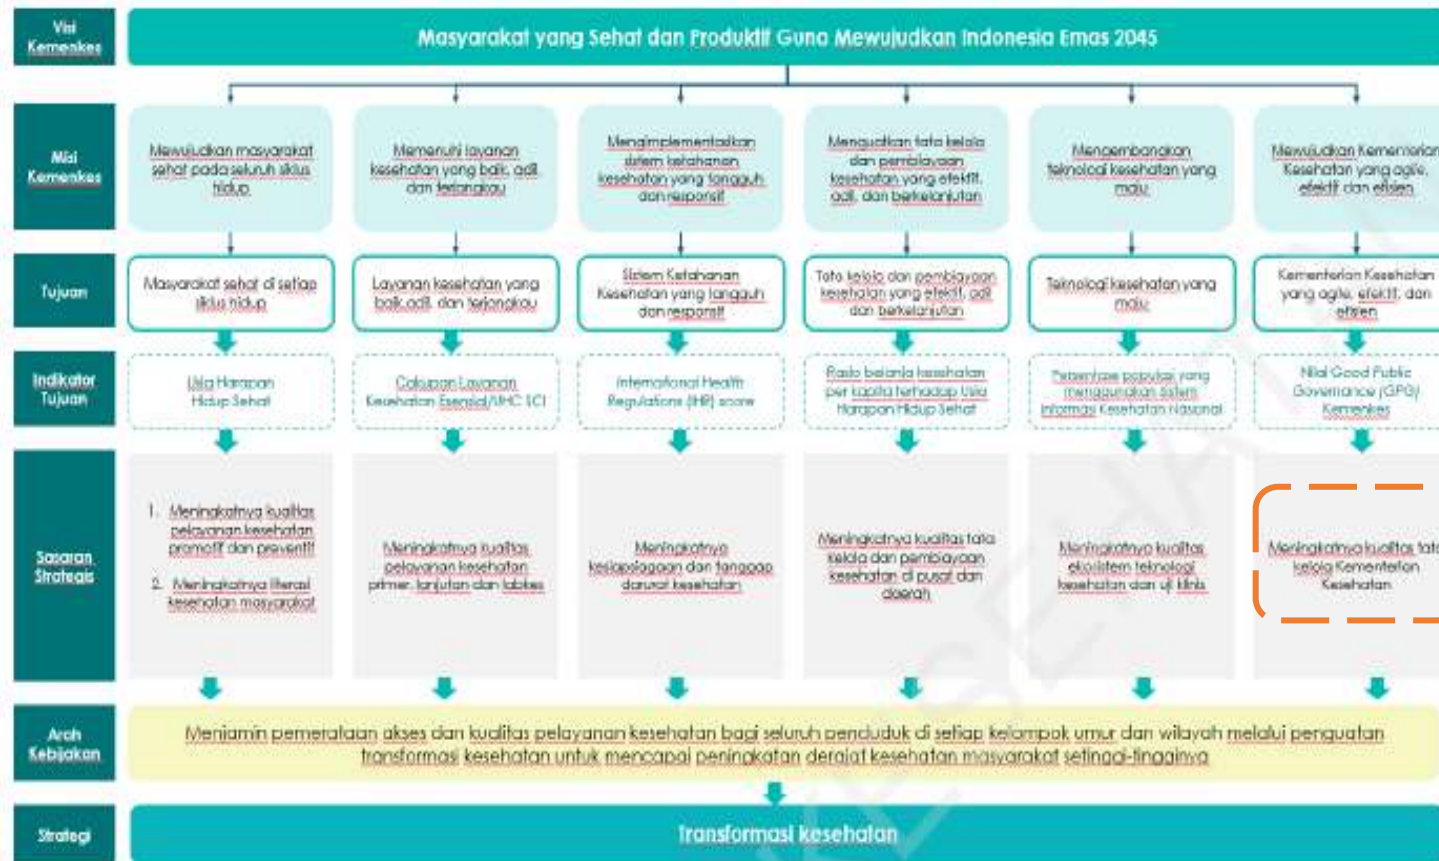 Visi
Kemenkes
Masyarakat yang Sehat dan Produktif Guna Mewujudkan Indonesia Emas 2045
Misi
Kemenkes
Mewujudkan masyarakat
sehat pada seluruh siklus
hidup
Memenuhi layanan
kesehatan yang baik, adil
dan terjangkau
Mengimplementasikan
sistem ketahanan
kesehatan yang tangguh
dan responsif
Menguatkan tata kelola
dan pembiayaan
kesehatan yang efektif,
adil, dan berkelanjutan
Mengembangkan
teknologi kesehatan yang
maju
Mewujudkan Kementerian
Kesehatan yang agile,
efektif dan efisien
Tujuan
Masyarakat sehat di setiap
siklus hidup
Layanan kesehatan yang
baik, adil, dan terjangkau
Sistem Ketahanan
Kesehatan yang tangguh
dan responsif
Tata kelola dan pembiayaan
kesehatan yang efektif, adil
dan berkelanjutan
Teknologi kesehatan yang
maju
Kementerian Kesehatan
yang agile, efektif, dan
efisien
Indikator
Tujuan
Usia Harapan
Hidup Sehat
Cakupan Layanan
Kesehatan Esensial/UHC SCI
International Health
Regulations (IHR) score
Rasio belanja kesehatan
per kapita terhadap Usia
Harapan Hidup Sehat
Persentase populasi yang
menggunakan Sistem
Informasi Kesehatan Nasional
Nilai Good Public
Governance (GPG)
Kemenkes
Sasaran
Strategis
1. Meningkatnya kualitas
pelayanan kesehatan
promotif dan preventif
2. Meningkatnya literasi
kesehatan masyarakat
Meningkatnya kualitas
pelayanan kesehatan
primer, lanjutan dan labkes
Meningkatnya
kesiapsiagaan dan tanggap
darurat kesehatan
Meningkatnya kualitas tata
kelola dan pembiayaan
kesehatan di pusat dan
daerah
Meningkatnya kualitas
ekosistem teknologi
kesehatan dan uji klinis
Meningkatnya kualitas tata
kelola Kementerian
Kesehatan
Arah
Kebijakan
Menjamin pemerataan akses dan kualitas pelayanan kesehatan bagi seluruh penduduk di setiap kelompok umur dan wilayah melalui penguatan
transformasi kesehatan untuk mencapai peningkatan derajat kesehatan masyarakat setinggi-tingginya
Strategi
Transformasi kesehatan